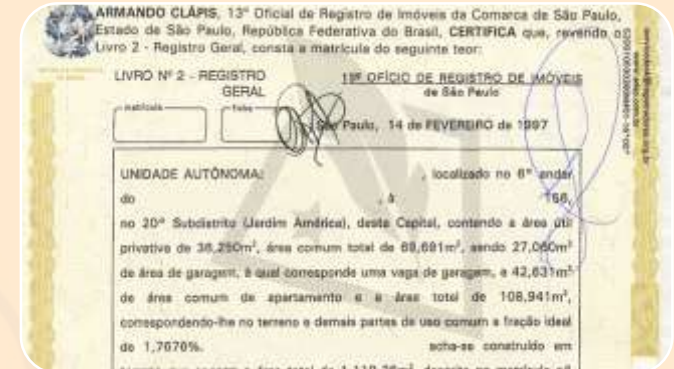 ARMANDO CLÁPIS, 13º Oficial de Registro de Imóveis da Comarca de São Paulo,
Estado de São Paulo, República Federativa do Brasil, CERTIFICA que, revendo o
Livro 2 - Registro Geral, consta a matrícula do seguinte teor:
LIVRO Nº 2 - REGISTRO
GERAL
13º OFÍCIO DE REGISTRO DE IMÓVEIS
de São Paulo
matrícula
ficha
São Paulo, 14 de FEVEREIRO de 1997
UNIDADE AUTÔNOMA: , localizado no 6º andar
do , à 166,
no 20º Subdistrito (Jardim América), desta Capital, contendo a área útil
privativa de 36,250m², área comum total de 69,691m², sendo 27,060m²
de área de garagem, à qual corresponde uma vaga de garagem, e 42,631m²
de área comum de apartamento e a área total de 108,941m²,
correspondendo-lhe no terreno e demais partes de uso comum a fração ideal
de 1,7676%. acha-se construído em